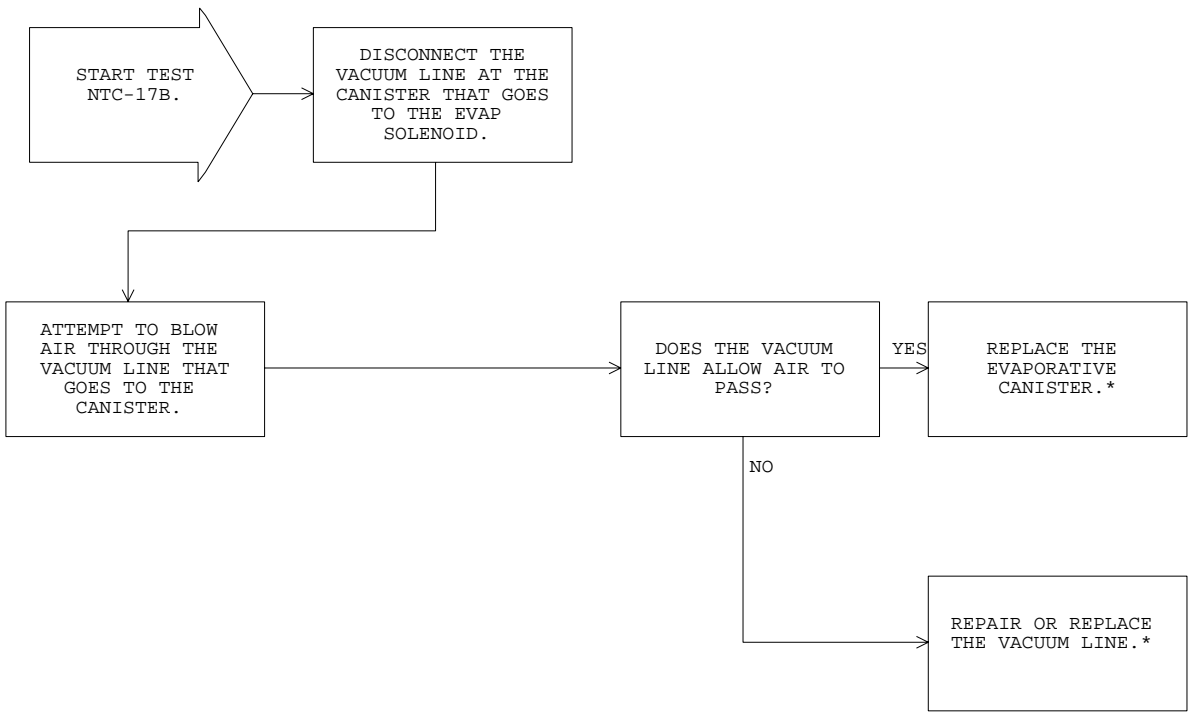 START TEST
NTC-17B.
DISCONNECT THE
VACUUM LINE AT THE
CANISTER THAT GOES
TO THE EVAP
SOLENOID.
ATTEMPT TO BLOW
AIR THROUGH THE
VACUUM LINE THAT
GOES TO THE
CANISTER.
DOES THE VACUUM
LINE ALLOW AIR TO
PASS?
YES
REPLACE THE
EVAPORATIVE
CANISTER.*
NO
REPAIR OR REPLACE
THE VACUUM LINE.*